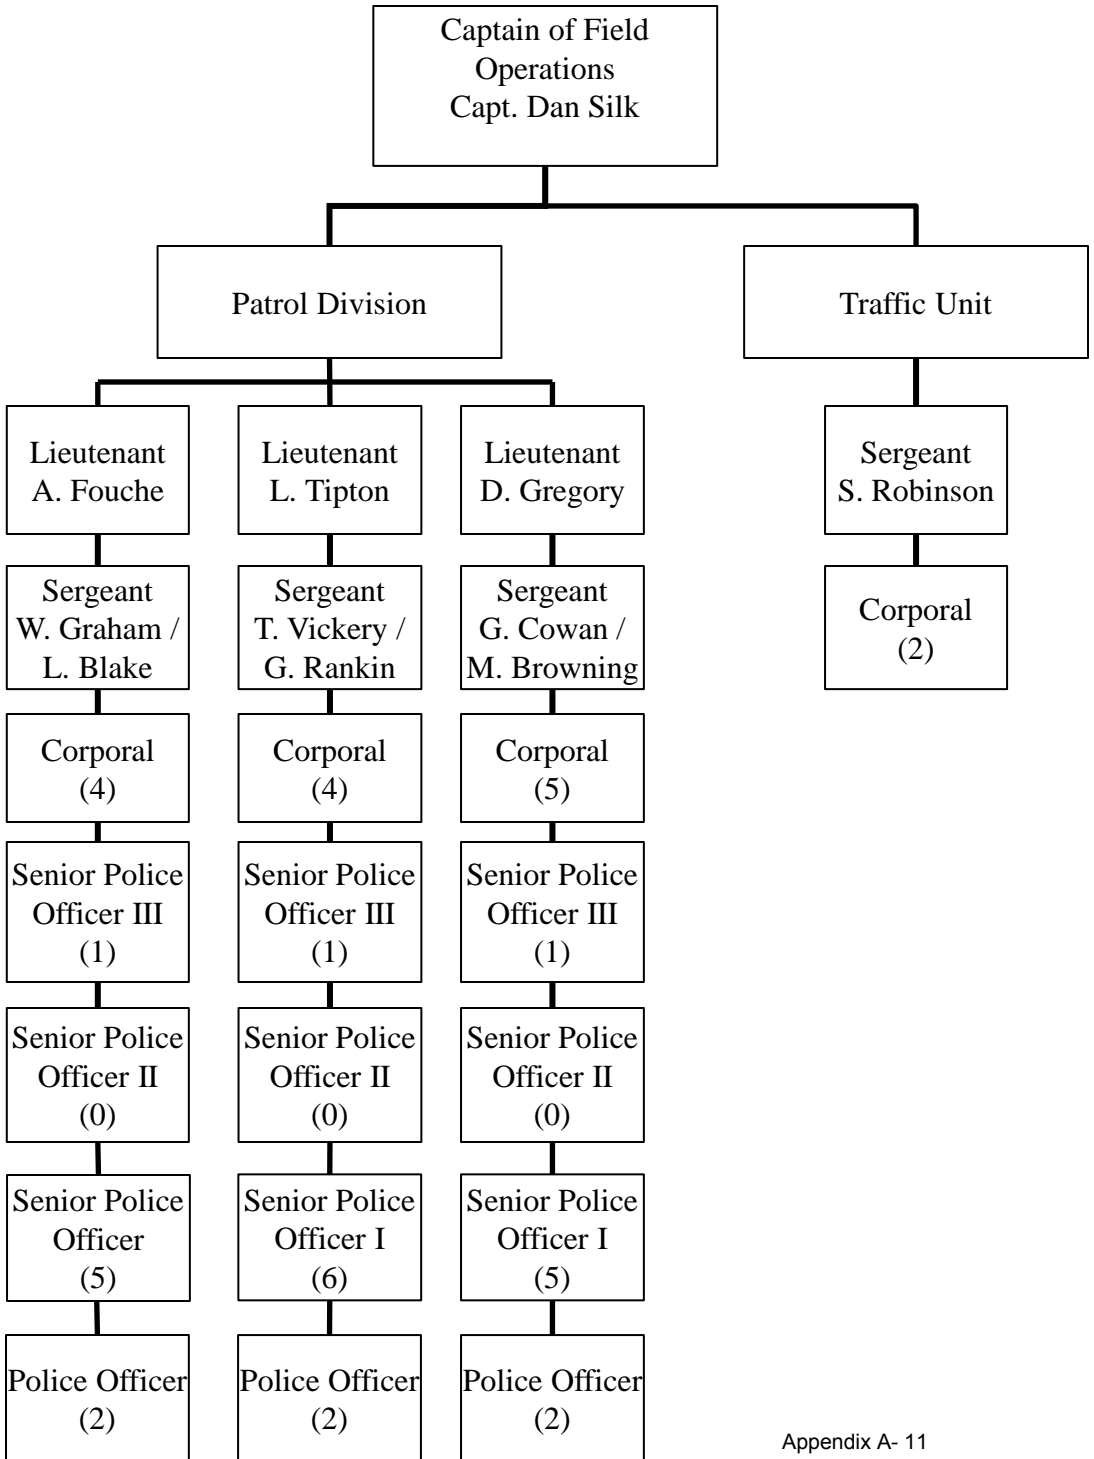 Captain of Field
Operations
Capt. Dan Silk
Patrol Division
Traffic Unit
Lieutenant
A. Fouche
Lieutenant
L. Tipton
Lieutenant
D. Gregory
Sergeant
S. Robinson
Sergeant
W. Graham /
L. Blake
Sergeant
T. Vickery /
G. Rankin
Sergeant
G. Cowan /
M. Browning
Corporal
(2)
Corporal
(4)
Corporal
(4)
Corporal
(5)
Senior Police
Officer III
(1)
Senior Police
Officer III
(1)
Senior Police
Officer III
(1)
Senior Police
Officer II
(0)
Senior Police
Officer II
(0)
Senior Police
Officer II
(0)
Senior Police
Officer
(5)
Senior Police
Officer I
(6)
Senior Police
Officer I
(5)
Police Officer
(2)
Police Officer
(2)
Police Officer
(2)
Appendix A- 11